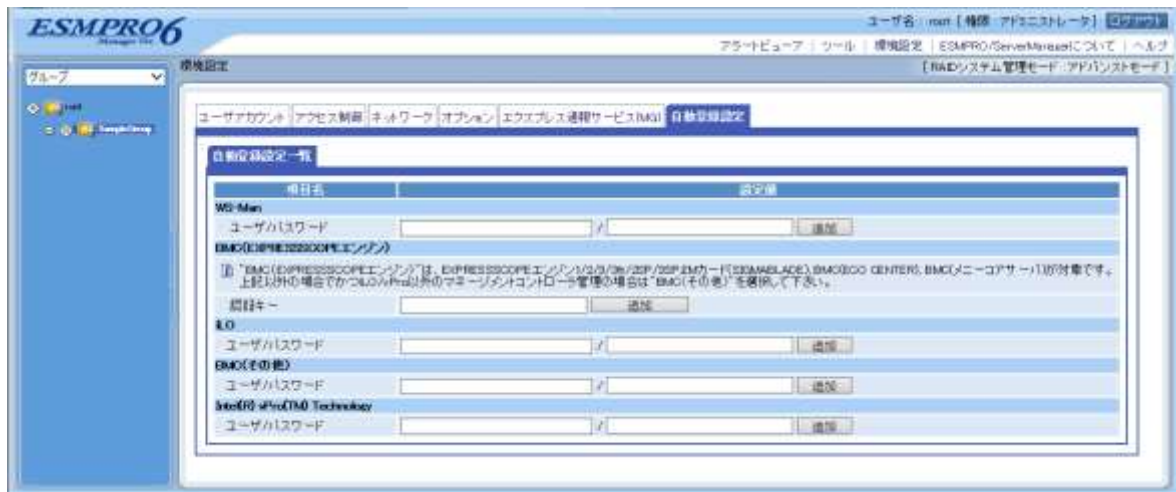 ESMPRO6
Manager Ver.
ユーザ名 : root [ 権限 : アドミニストレータ ] ログアウト
アラートビューア | ツール | 環境設定 | ESMPRO/ServerManagerについて | ヘルプ
グループ
環境設定
[ RAIDシステム管理モード : アドバンストモード ]
root
SampleGroup
ユーザアカウント アクセス制御 ネットワーク オプション エクスプレス通報サービス(MG) 自動登録設定
自動登録設定一覧
項目名 設定値
WS-Man
ユーザ/パスワード / 追加
BMC(EXPRESSSCOPEエンジン)
"BMC(EXPRESSSCOPEエンジン)"は、EXPRESSSCOPEエンジン1/2/3/3ft/2SP/3SP,EMカード(SIGMABLADE),BMC(ECO CENTER), BMC(メニーコアサーバ)が対象です。
上記以外の場合でかつiLO/vPro以外のマネージメントコントローラ管理の場合は"BMC(その他)"を選択して下さい。
認証キー 追加
iLO
ユーザ/パスワード / 追加
BMC(その他)
ユーザ/パスワード / 追加
Intel(R) vPro(TM) Technology
ユーザ/パスワード / 追加